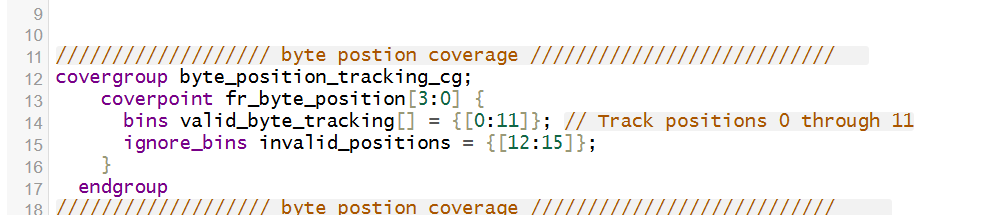 9
10
11 /////////////////// byte postion coverage ///////////////////////////
12 covergroup byte_position_tracking_cg;
13 coverpoint fr_byte_position[3:0] {
14 bins valid_byte_tracking[] = {[0:11]}; // Track positions 0 through 11
15 ignore_bins invalid_positions = {[12:15]};
16 }
17 endgroup
18 /////////////////// byte postion coverage ///////////////////////////